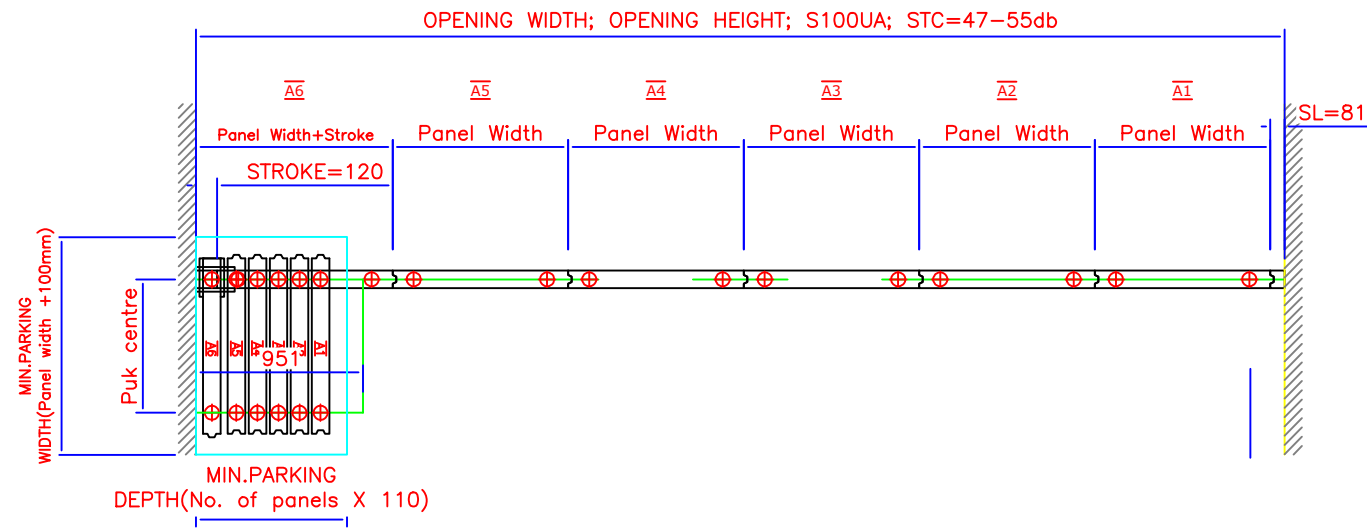 OPENING WIDTH; OPENING HEIGHT; S100UA; STC=47-55db
A6 A5 A4 A3 A2 A1
SL=81
Panel Width+Stroke Panel Width Panel Width Panel Width Panel Width Panel Width
STROKE=120
MIN.PARKING
WIDTH(Panel width +100mm)
Puk centre
A6 A5 A4 A1
951
MIN.PARKING
DEPTH(No. of panels X 110)